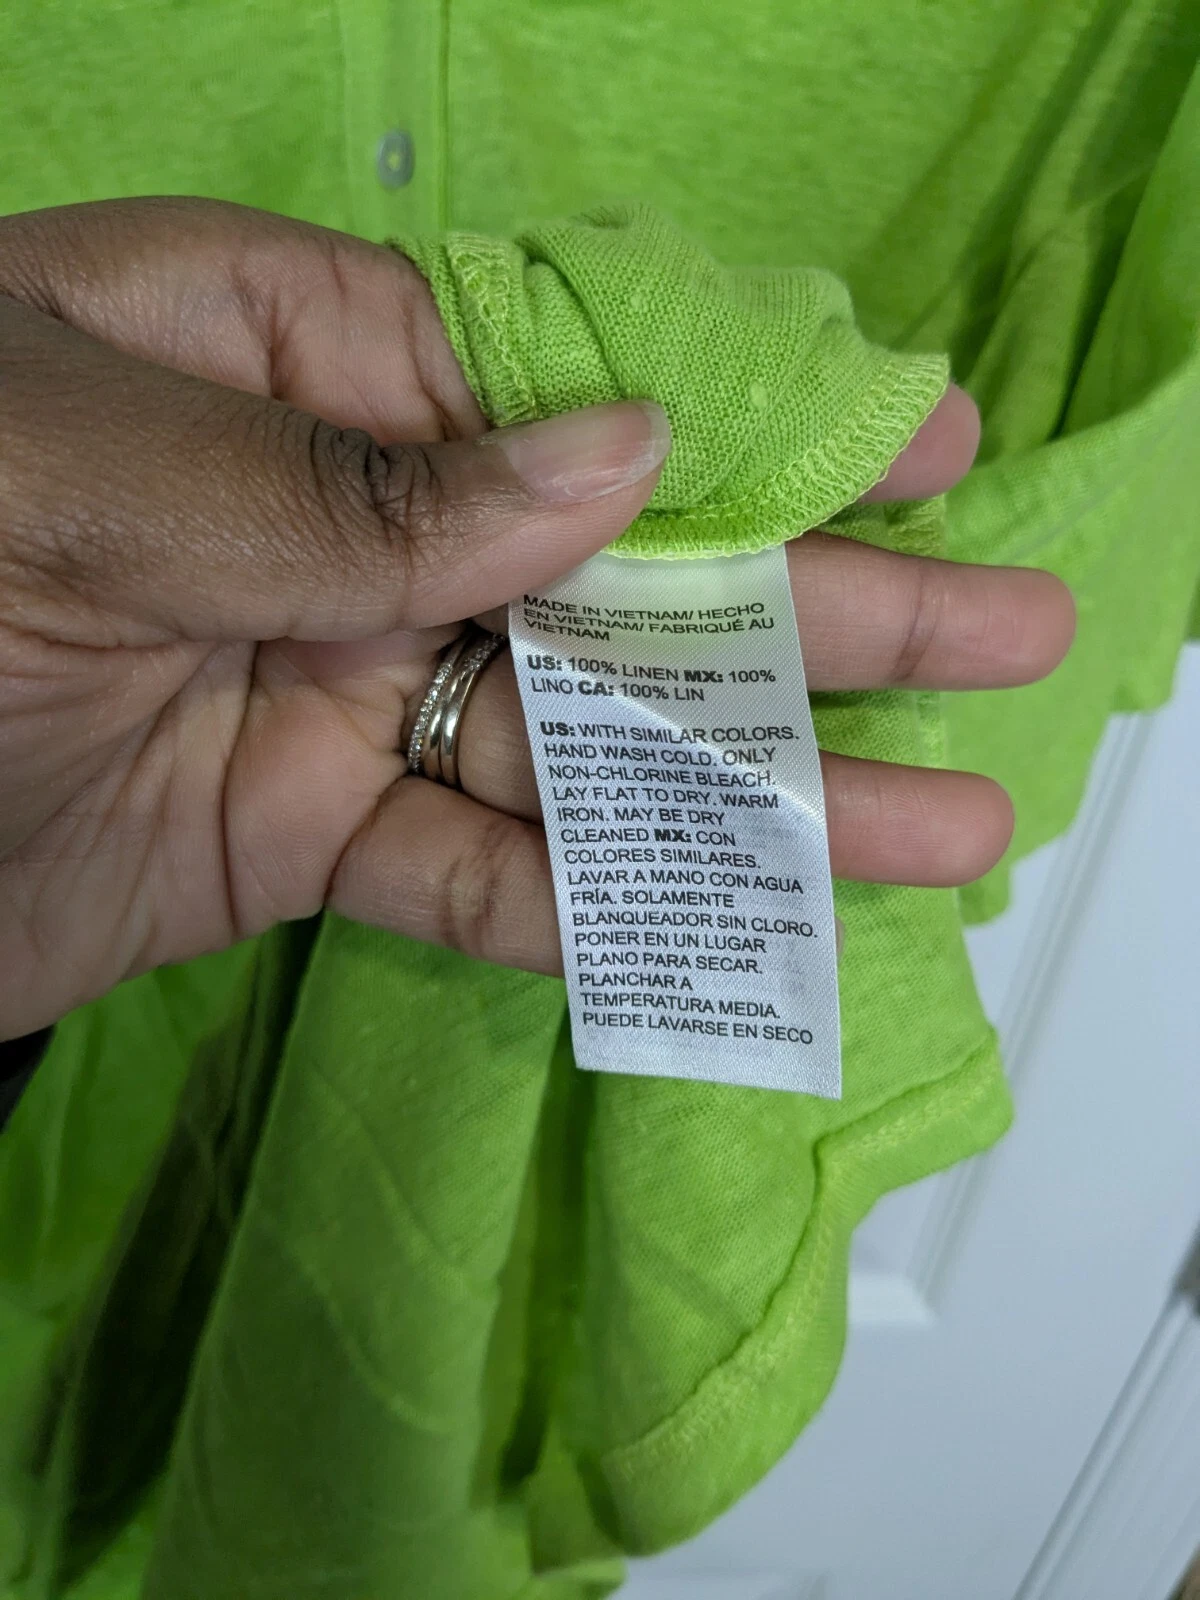 MADE IN VIETNAM/ HECHO
EN VIETNAM/ FABRIQUÉ AU
VIETNAM
US: 100% LINEN MX: 100%
LINO CA: 100% LIN
US: WITH SIMILAR COLORS.
HAND WASH COLD. ONLY
NON-CHLORINE BLEACH.
LAY FLAT TO DRY. WARM
IRON. MAY BE DRY
CLEANED MX: CON
COLORES SIMILARES.
LAVAR A MANO CON AGUA
FRÍA. SOLAMENTE
BLANQUEADOR SIN CLORO.
PONER EN UN LUGAR
PLANO PARA SECAR.
PLANCHAR A
TEMPERATURA MEDIA.
PUEDE LAVARSE EN SECO